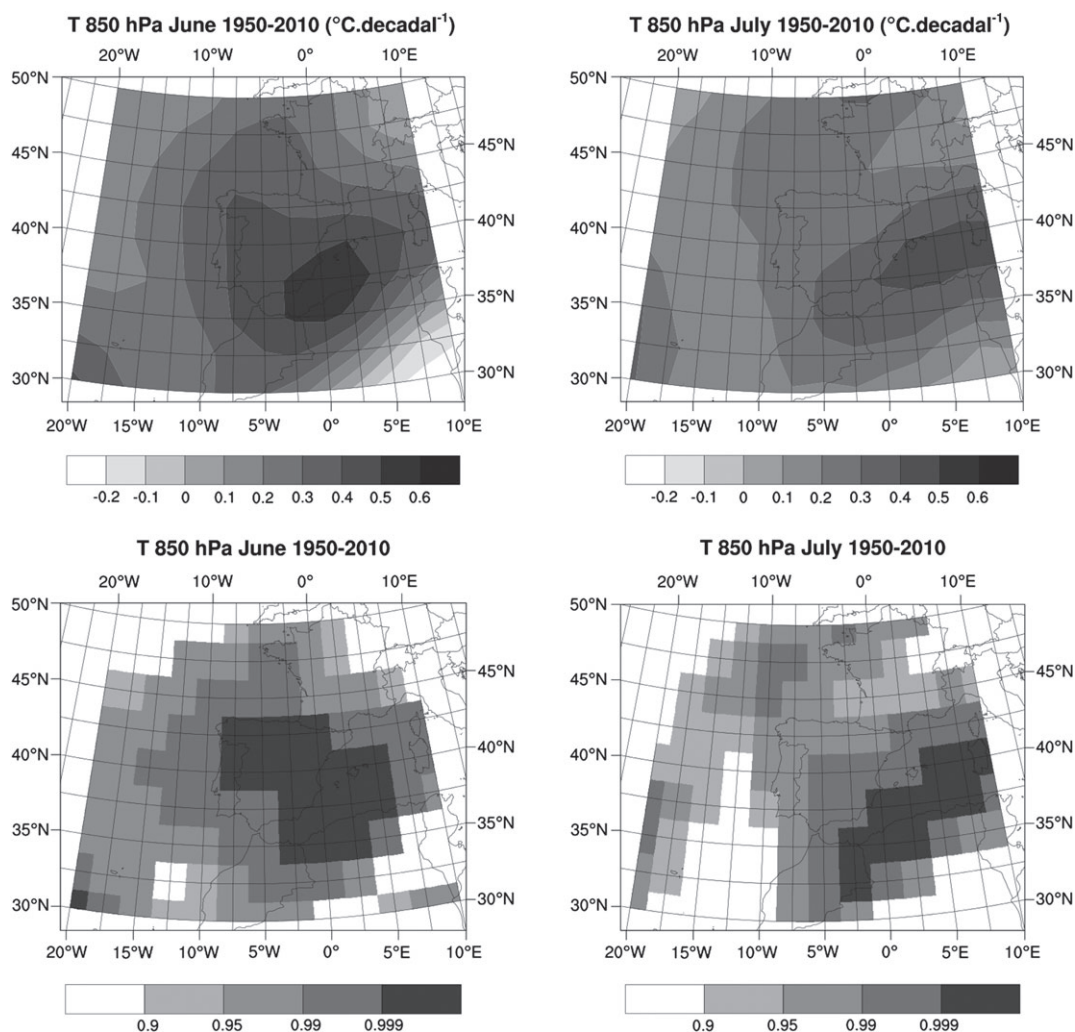 T 850 hPa June 1950-2010 (°C.decadal-1)
20°W 10°W 0° 10°E
50°N
45°N
40°N
35°N
30°N
45°N
40°N
35°N
30°N
20°W 15°W 10°W 5°W 0° 5°E 10°E
-0.2 -0.1 0 0.1 0.2 0.3 0.4 0.5 0.6
T 850 hPa July 1950-2010 (°C.decadal-1)
20°W 10°W 0° 10°E
50°N
45°N
40°N
35°N
30°N
45°N
40°N
35°N
30°N
20°W 15°W 10°W 5°W 0° 5°E 10°E
-0.2 -0.1 0 0.1 0.2 0.3 0.4 0.5 0.6
T 850 hPa June 1950-2010
20°W 10°W 0° 10°E
50°N
45°N
40°N
35°N
30°N
45°N
40°N
35°N
30°N
20°W 15°W 10°W 5°W 0° 5°E 10°E
0.9 0.95 0.99 0.999
T 850 hPa July 1950-2010
20°W 10°W 0° 10°E
50°N
45°N
40°N
35°N
30°N
45°N
40°N
35°N
30°N
20°W 15°W 10°W 5°W 0° 5°E 10°E
0.9 0.95 0.99 0.999